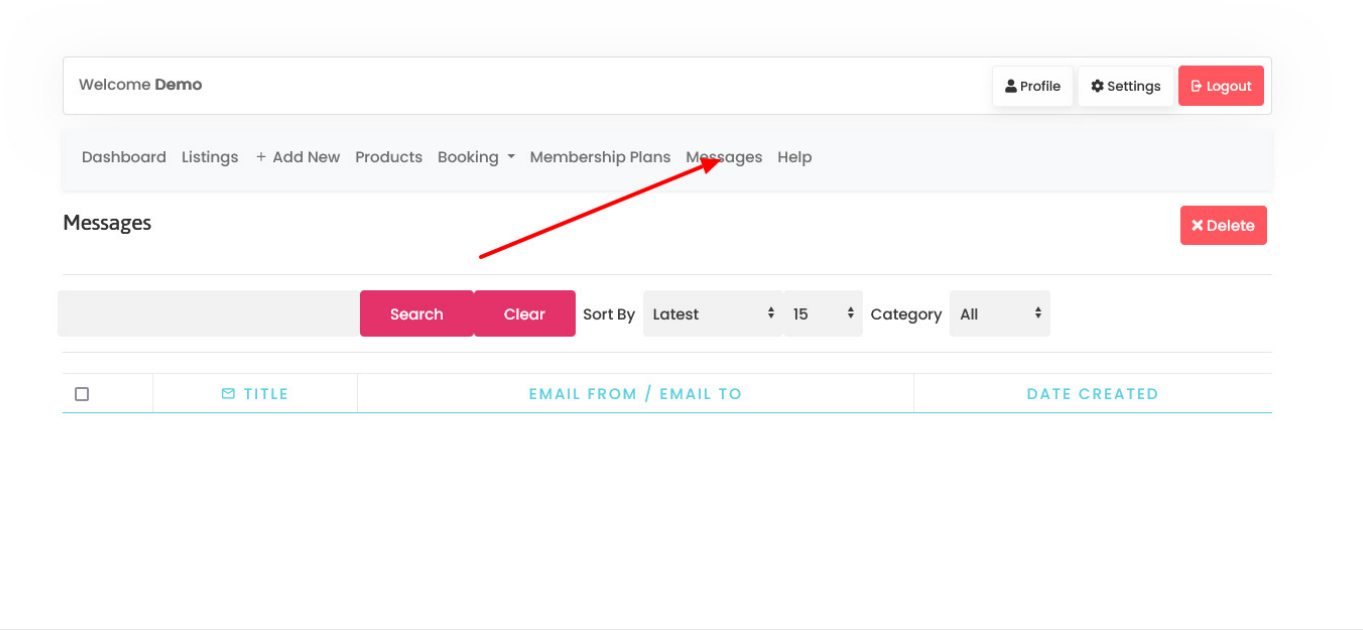 Welcome Demo
Profile Settings Logout
Dashboard Listings + Add New Products Booking Membership Plans Messages Help
Messages
Delete
Search Clear Sort By Latest 15 Category All
TITLE EMAIL FROM / EMAIL TO DATE CREATED